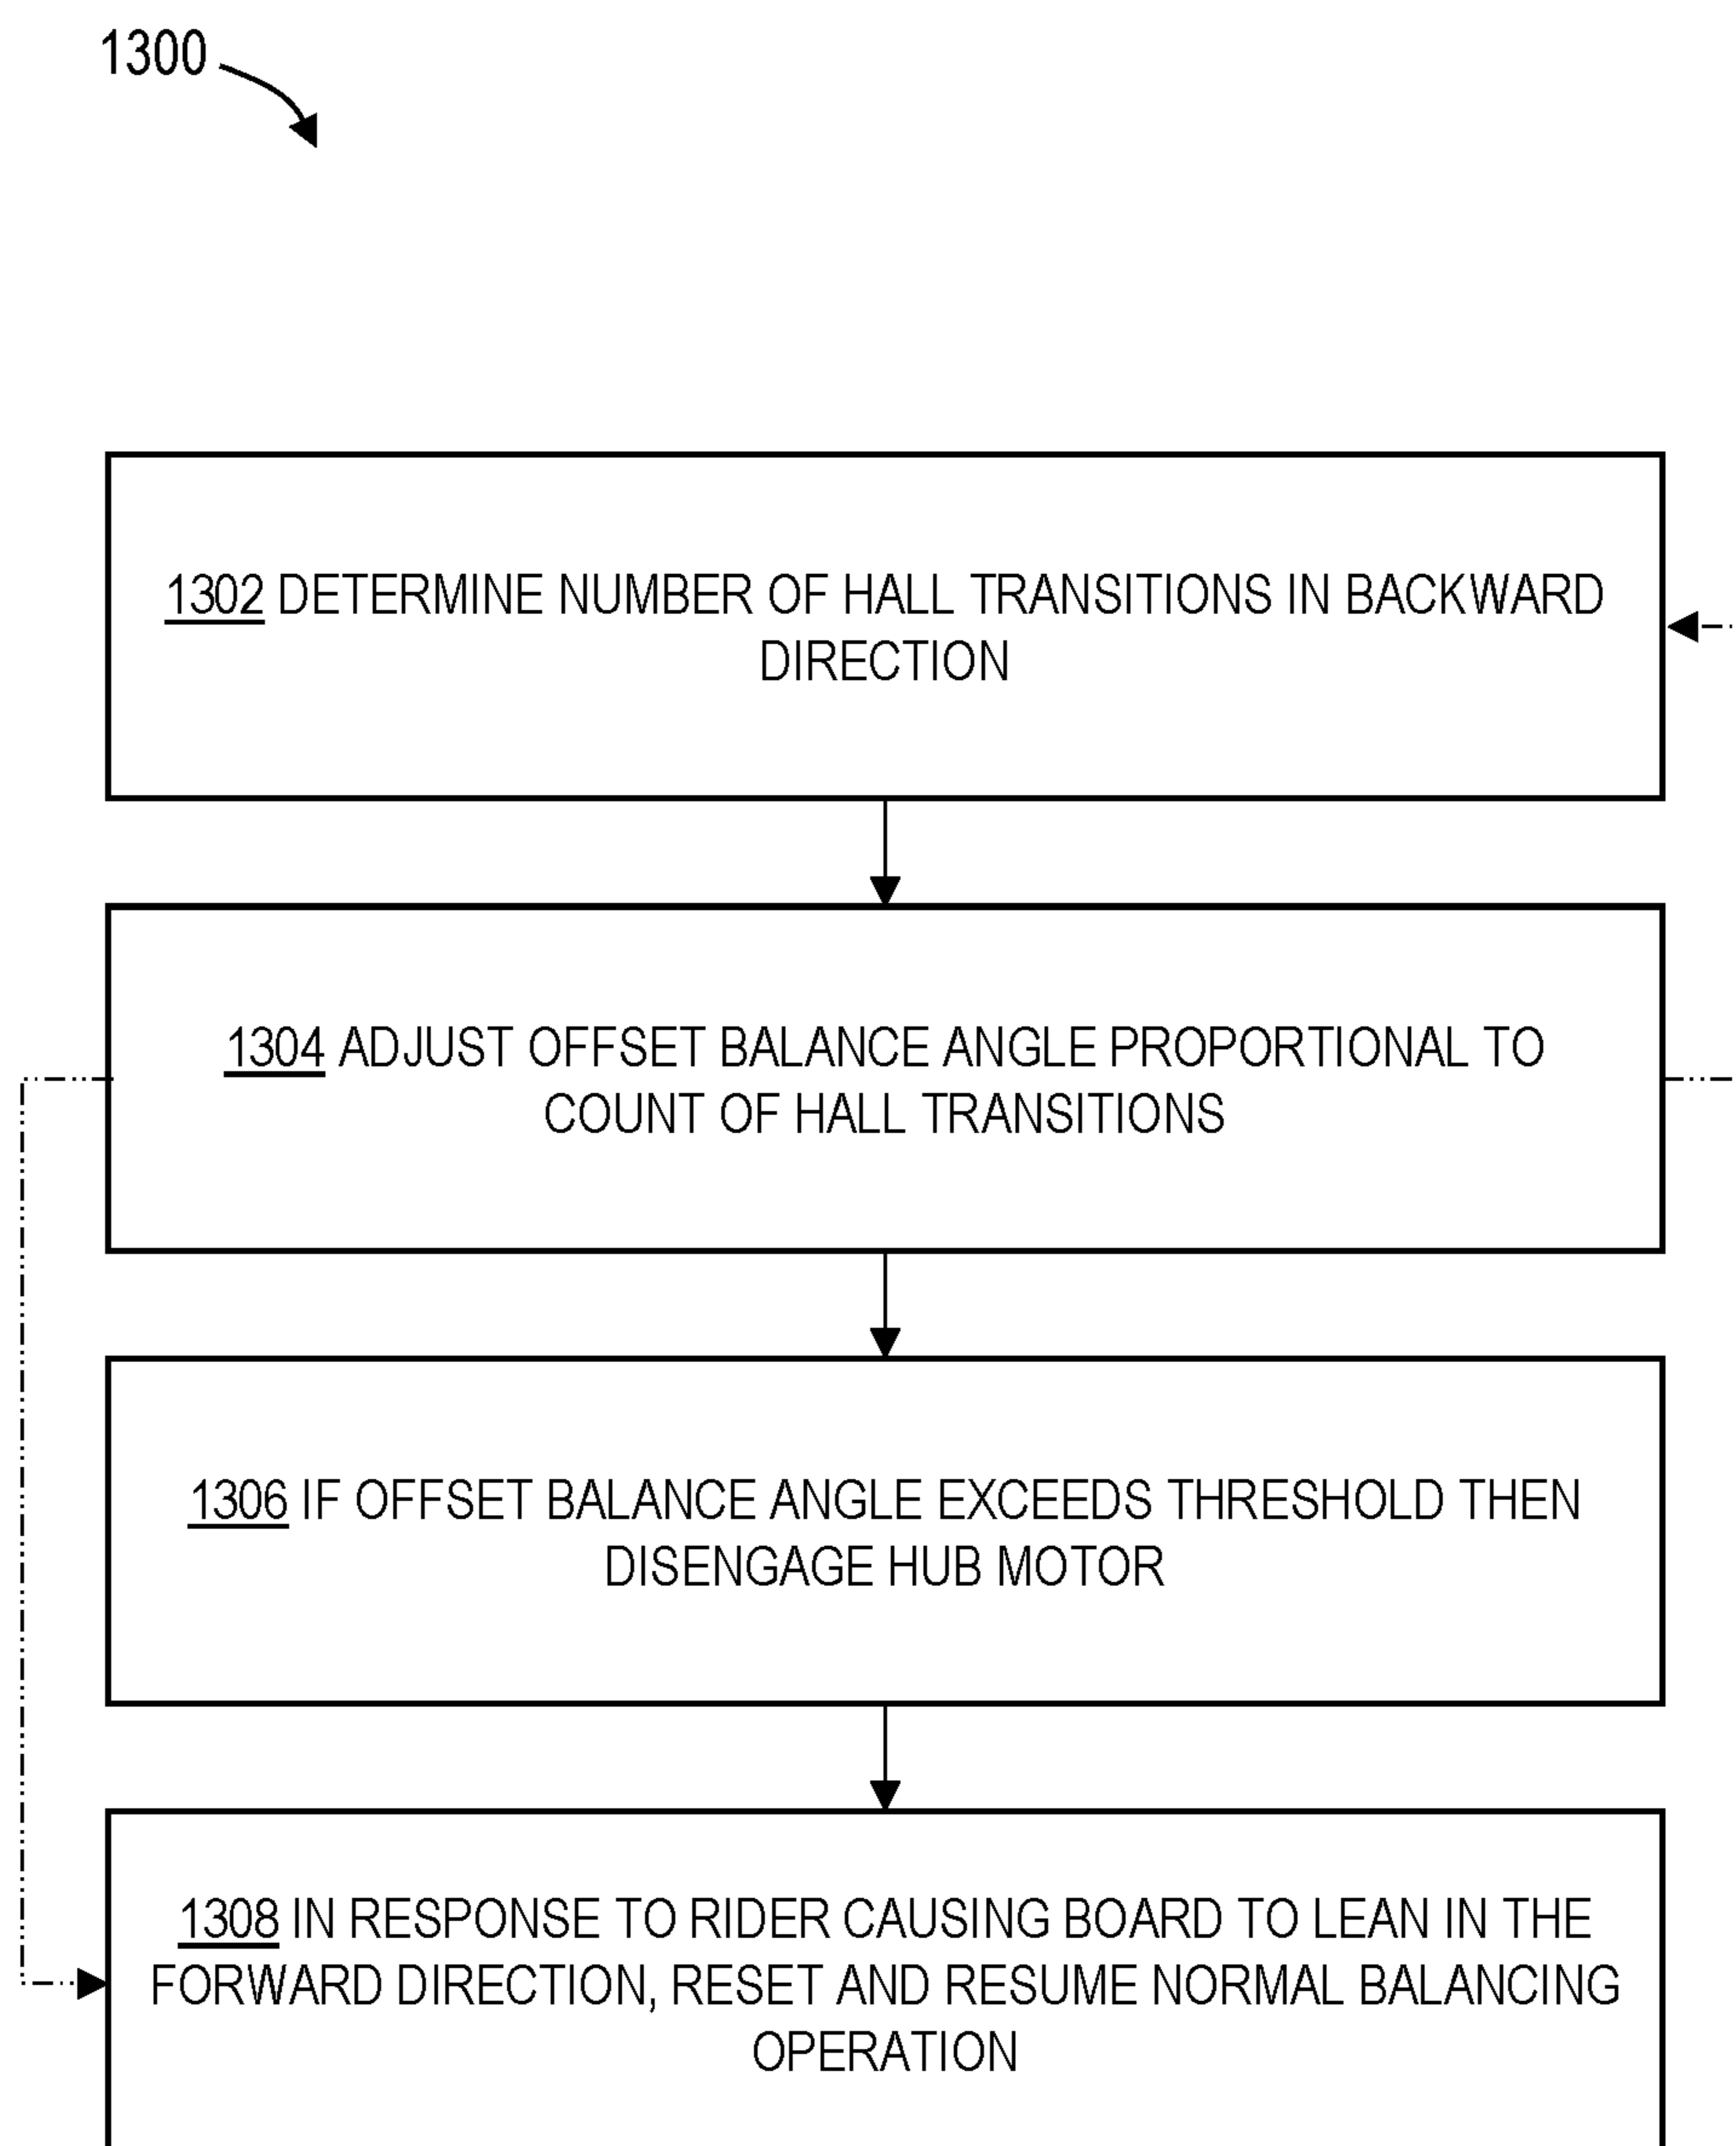 1300
1302 DETERMINE NUMBER OF HALL TRANSITIONS IN BACKWARD
DIRECTION
1304 ADJUST OFFSET BALANCE ANGLE PROPORTIONAL TO
COUNT OF HALL TRANSITIONS
1306 IF OFFSET BALANCE ANGLE EXCEEDS THRESHOLD THEN
DISENGAGE HUB MOTOR
1308 IN RESPONSE TO RIDER CAUSING BOARD TO LEAN IN THE
FORWARD DIRECTION, RESET AND RESUME NORMAL BALANCING
OPERATION